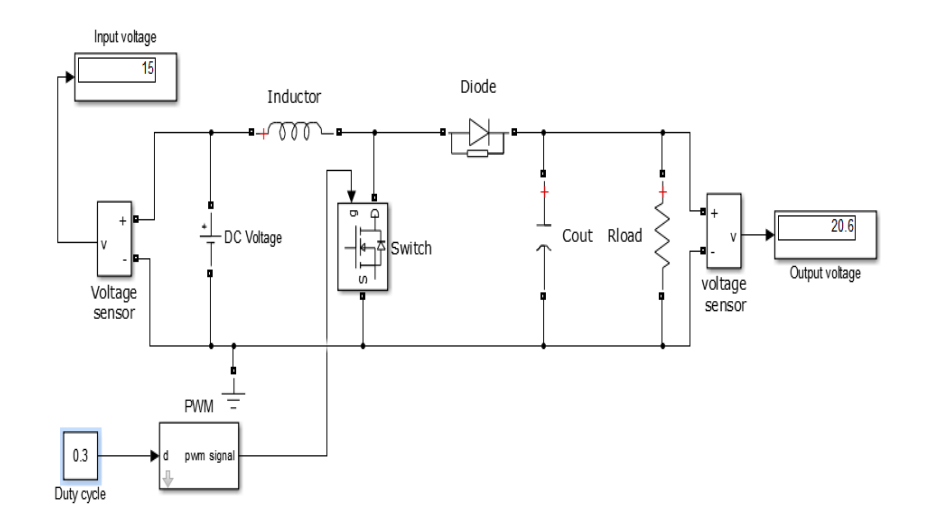 Input voltage
15
Inductor
Diode
+
v
-
Voltage
sensor
DC Voltage
g
D
S
Switch
Cout
Rload
+
v
-
voltage
sensor
20.6
Output voltage
PWM
d
pwm signal
0.3
Duty cycle